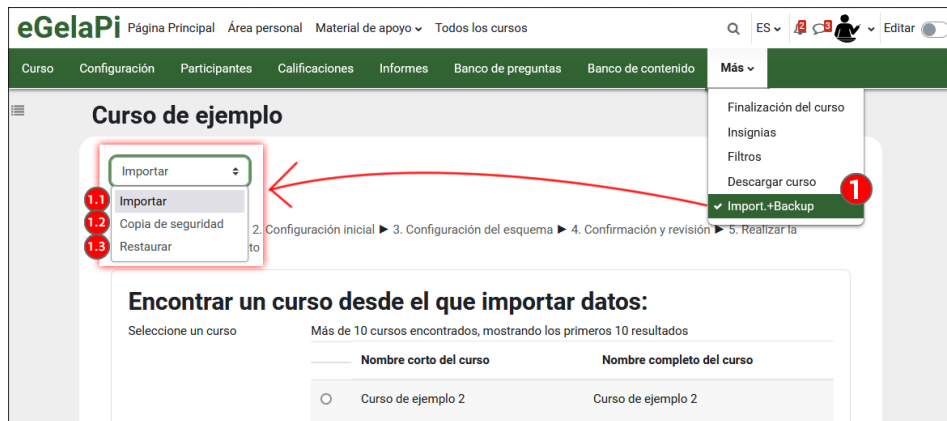 eGelaPi Página Principal Área personal Material de apoyo Todos los cursos ES 2 3 Editar
Curso Configuración Participantes Calificaciones Informes Banco de preguntas Banco de contenido Más
Finalización del curso
Insignias
Filtros
Descargar curso
1
Import.+Backup
Curso de ejemplo
Importar
1.1 Importar
1.2 Copia de seguridad
1.3 Restaurar
2. Configuración inicial ► 3. Configuración del esquema ► 4. Confirmación y revisión ► 5. Realizar la
to
Encontrar un curso desde el que importar datos:
Seleccione un curso Más de 10 cursos encontrados, mostrando los primeros 10 resultados
Nombre corto del curso Nombre completo del curso
Curso de ejemplo 2 Curso de ejemplo 2